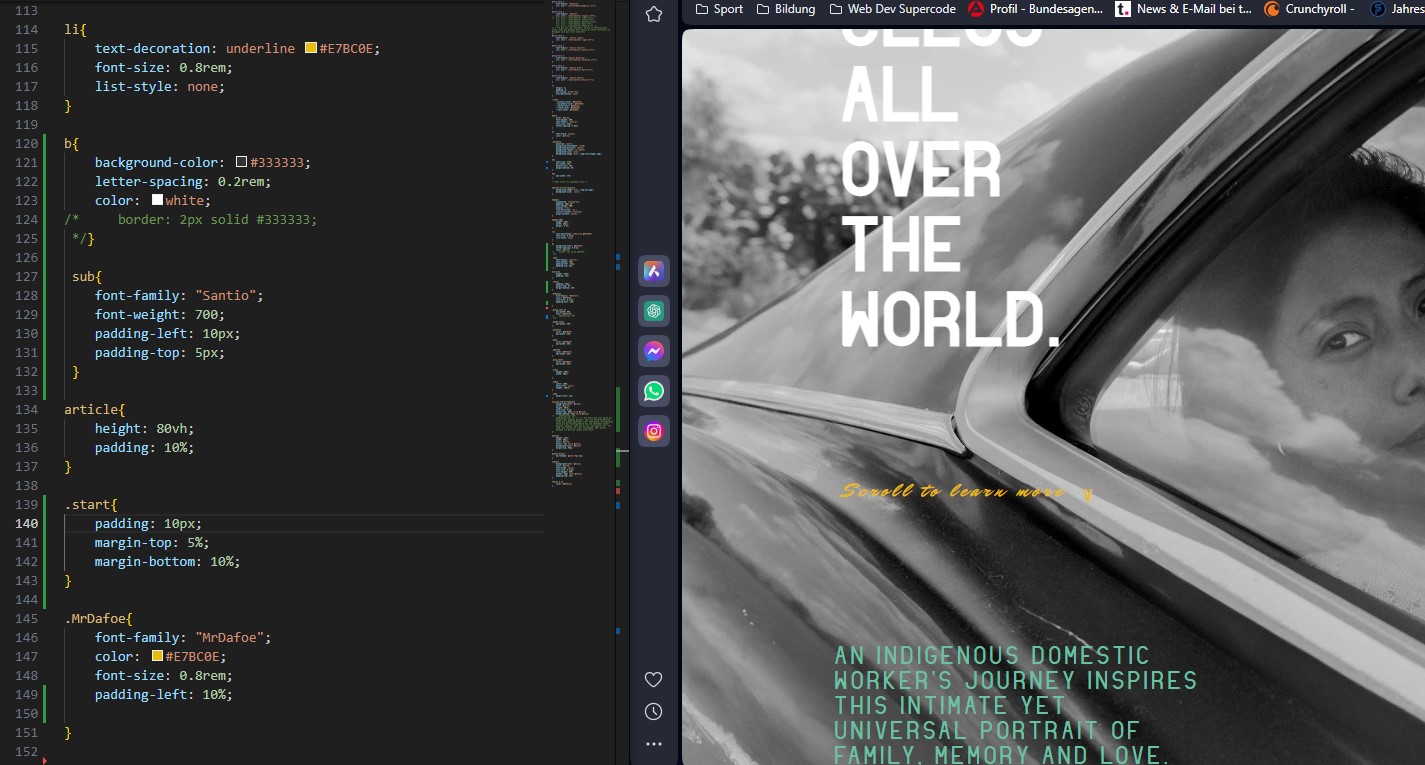 113
114 li{
115 text-decoration: underline #E7BC0E;
116 font-size: 0.8rem;
117 list-style: none;
118 }
119
120 b{
121 background-color: #333333;
122 letter-spacing: 0.2rem;
123 color: white;
124 /* border: 2px solid #333333;
125 */}
126
127 sub{
128 font-family: "Santio";
129 font-weight: 700;
130 padding-left: 10px;
131 padding-top: 5px;
132 }
133
134 article{
135 height: 80vh;
136 padding: 10%;
137 }
138
139 .start{
140 padding: 10px;
141 margin-top: 5%;
142 margin-bottom: 10%;
143 }
144
145 .MrDafoe{
146 font-family: "MrDafoe";
147 color: #E7BC0E;
148 font-size: 0.8rem;
149 padding-left: 10%;
150
151 }
152
Sport Bildung Web Dev Supercode Profil - Bundesagen... t. News & E-Mail bei t... Crunchyroll - Jahres
ALL
OVER
THE
WORLD.
Scroll to learn more y
AN INDIGENOUS DOMESTIC
WORKER'S JOURNEY INSPIRES
THIS INTIMATE YET
UNIVERSAL PORTRAIT OF
FAMILY, MEMORY AND LOVE.